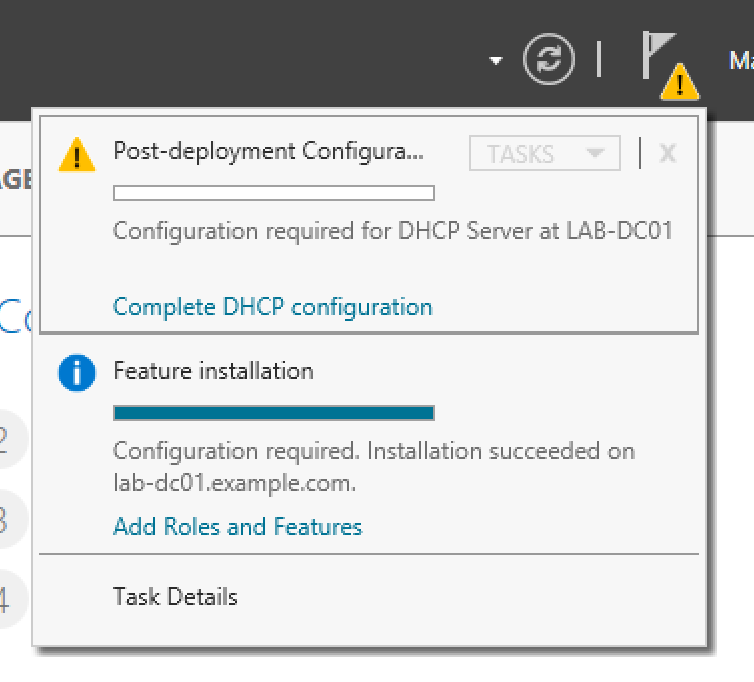 Ma
AGE
Post-deployment Configura...
TASKS
X
Configuration required for DHCP Server at LAB-DC01
Complete DHCP configuration
Co
Feature installation
2
Configuration required. Installation succeeded on
lab-dc01.example.com.
3
Add Roles and Features
4
Task Details